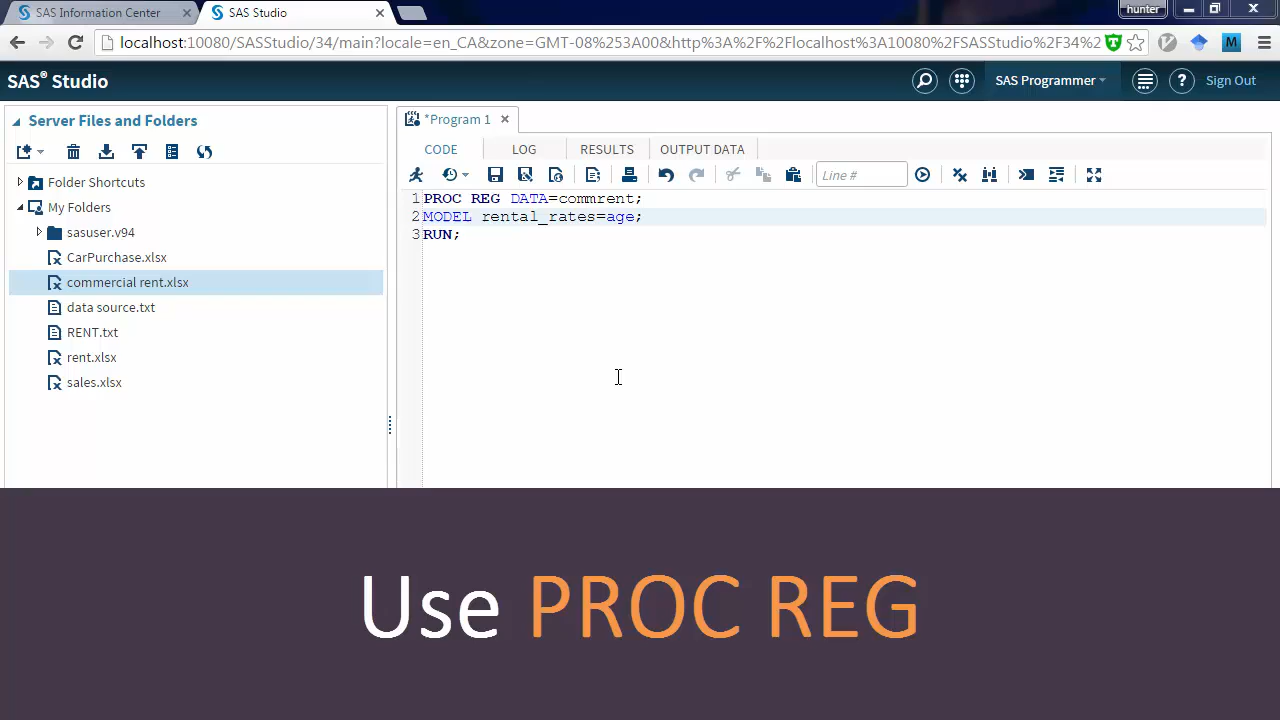 SAS Information Center
SAS Studio
hunter
localhost:10080/SASStudio/34/main?locale=en_CA&zone=GMT-08%253A00&http%3A%2F%2Flocalhost%3A10080%2FSASStudio%2F34%2
SAS® Studio
SAS Programmer
Sign Out
Server Files and Folders
Folder Shortcuts
My Folders
sasuser.v94
CarPurchase.xlsx
commercial rent.xlsx
data source.txt
RENT.txt
rent.xlsx
sales.xlsx
*Program 1
CODE LOG RESULTS OUTPUT DATA
Line #
1 PROC REG DATA=commrent;
2 MODEL rental_rates=age;
3 RUN;
Use PROC REG